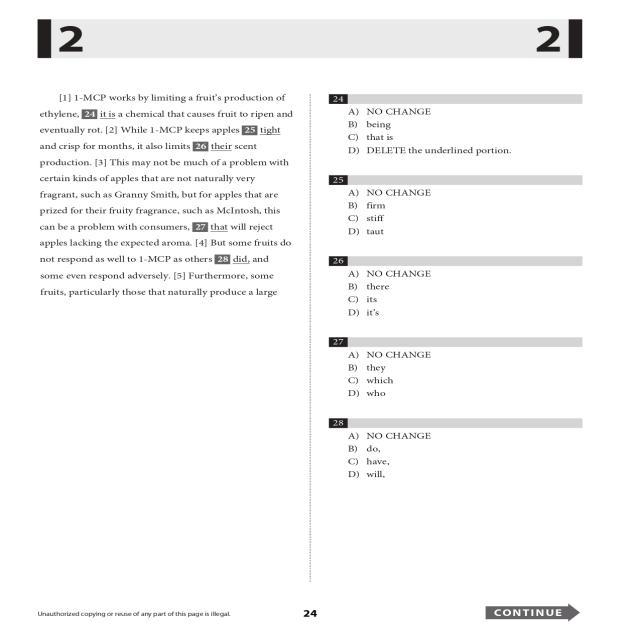 2 2
[1] 1-MCP works by limiting a fruit's production of
ethylene, 24 it is a chemical that causes fruit to ripen and
eventually rot. [2] While 1-MCP keeps apples 25 tight
and crisp for months, it also limits 26 their scent
production. [3] This may not be much of a problem with
certain kinds of apples that are not naturally very
fragrant, such as Granny Smith, but for apples that are
prized for their fruity fragrance, such as McIntosh, this
can be a problem with consumers, 27 that will reject
apples lacking the expected aroma. [4] But some fruits do
not respond as well to 1-MCP as others 28 did, and
some even respond adversely. [5] Furthermore, some
fruits, particularly those that naturally produce a large
24
A) NO CHANGE
B) being
C) that is
D) DELETE the underlined portion.
25
A) NO CHANGE
B) firm
C) stiff
D) taut
26
A) NO CHANGE
B) there
C) its
D) it's
27
A) NO CHANGE
B) they
C) which
D) who
28
A) NO CHANGE
B) do,
C) have,
D) will,
Unauthorized copying or reuse of any part of this page is illegal.
24
CONTINUE